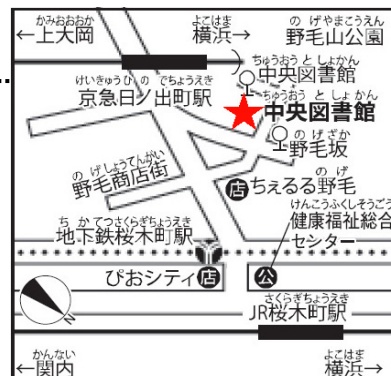 かみおおおか
←上大岡
よこはま
横浜→
のげやまこうえん
野毛山公園
ちゅうおうとしょかん
中央図書館
けいきゅうひのでちょうえき
京急日ノ出町駅
ちゅうおうとしょかん
中央図書館
のげざか
野毛坂
のげしょうてんがい
野毛商店街
のげ
店ちぇるる野毛
けんこうふくしそうごう
健康福祉総合
センター
ちかてつさくらぎちょうえき
地下鉄桜木町駅
ぴおシティ店
公
N
さくらぎちょうえき
JR桜木町駅
かんない
←関内
よこはま
横浜→